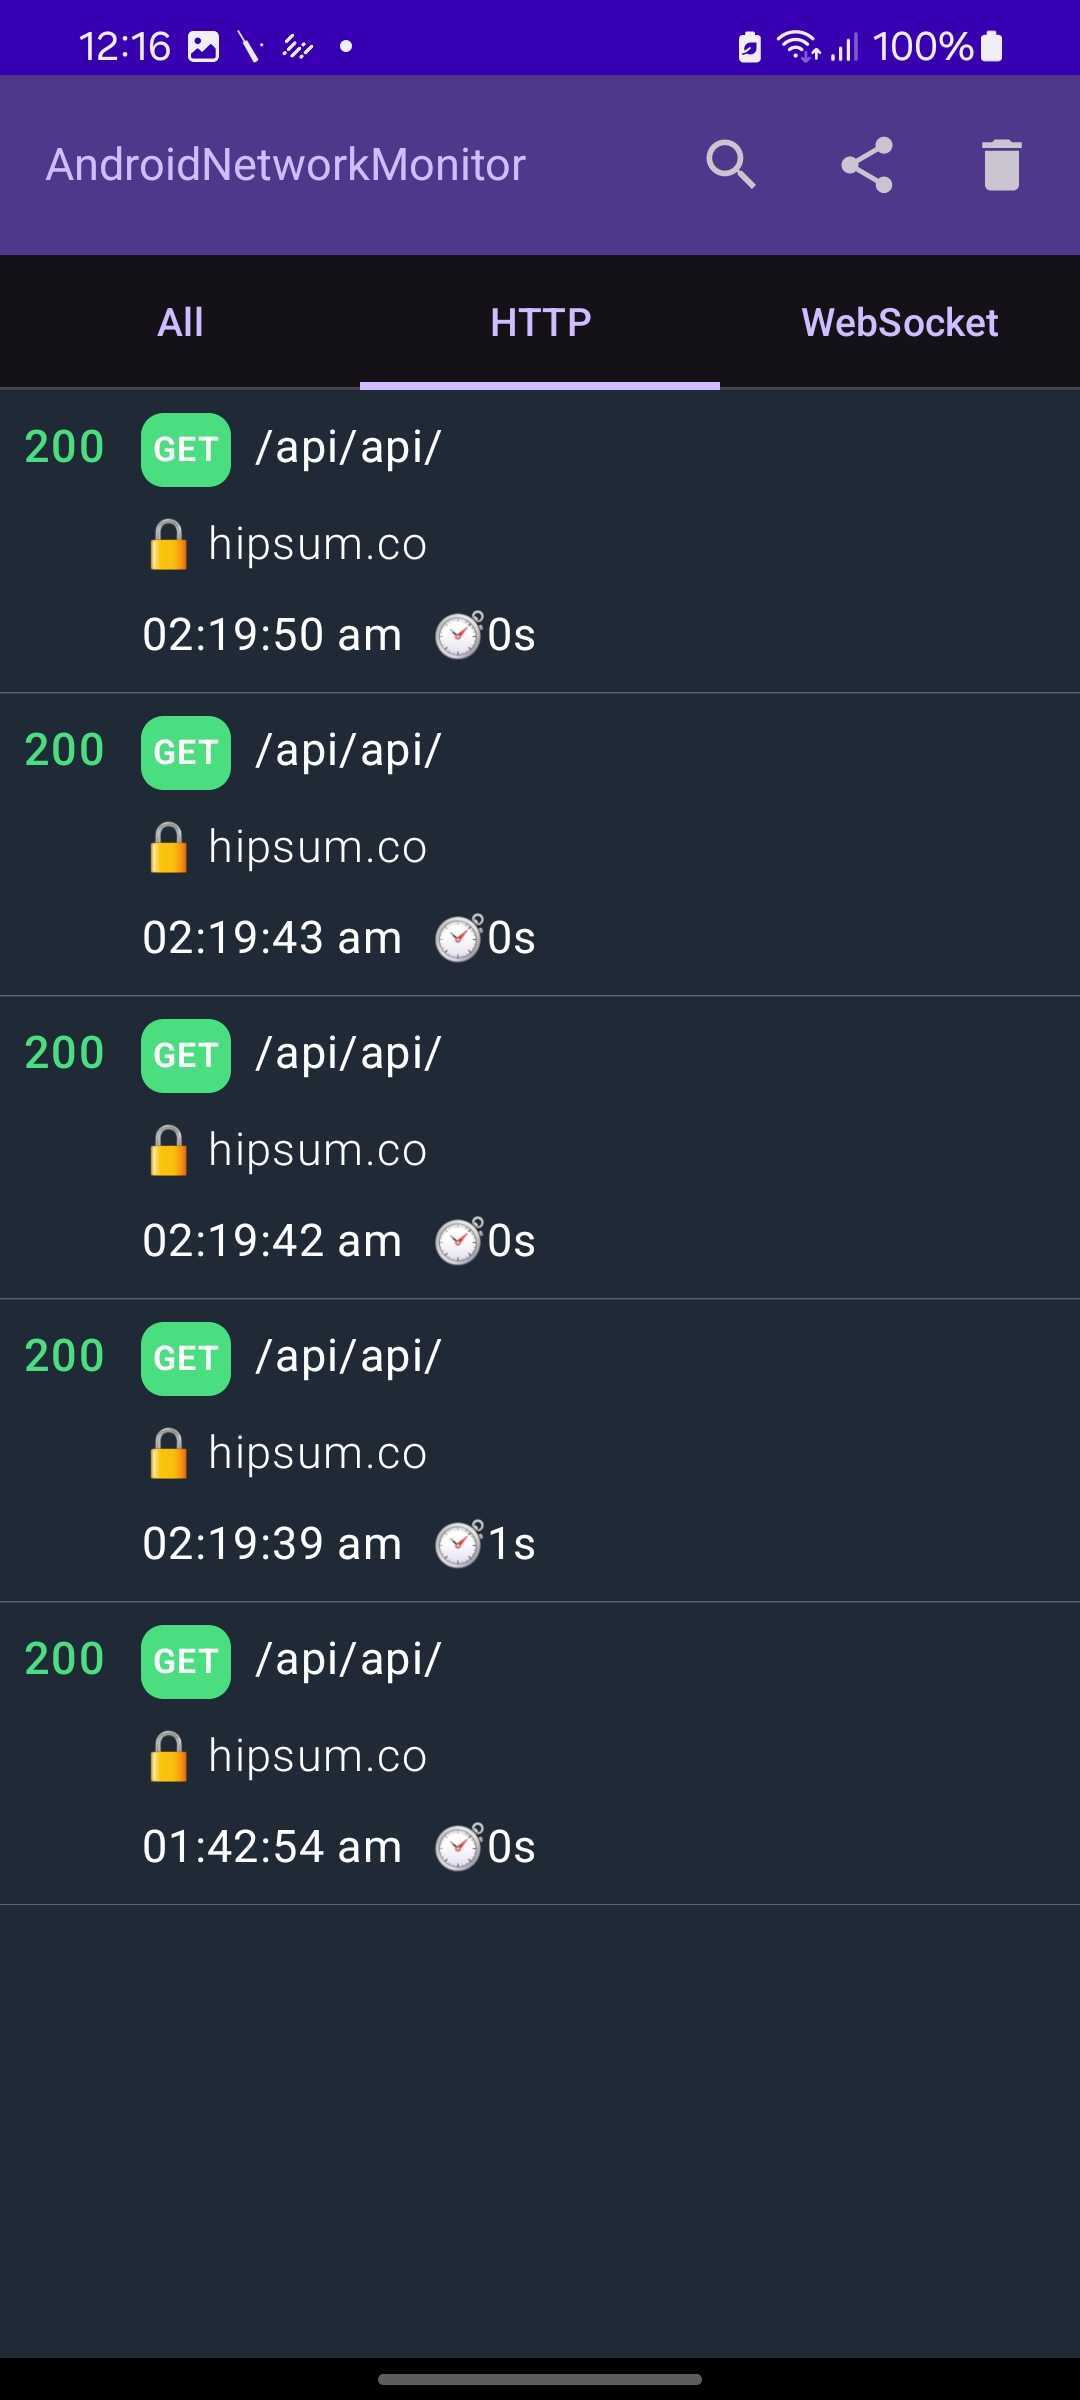 12:16 100%
AndroidNetworkMonitor
All HTTP WebSocket
200 GET /api/api/
hipsum.co
02:19:50 am 0s
200 GET /api/api/
hipsum.co
02:19:43 am 0s
200 GET /api/api/
hipsum.co
02:19:42 am 0s
200 GET /api/api/
hipsum.co
02:19:39 am 1s
200 GET /api/api/
hipsum.co
01:42:54 am 0s